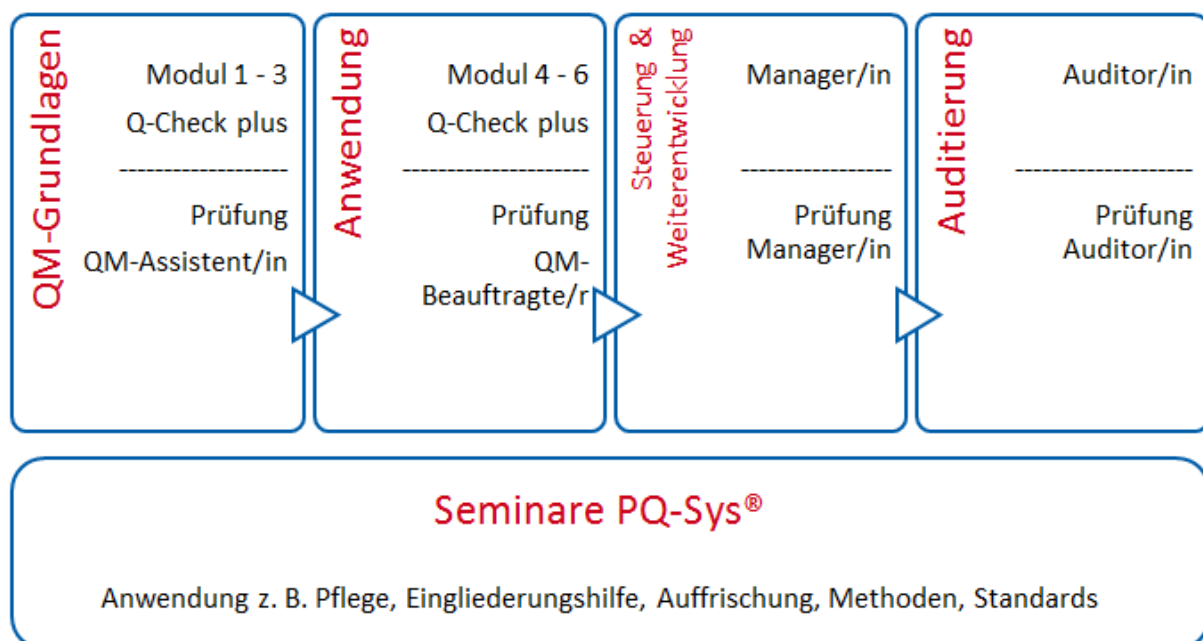 QM-Grundlagen
Modul 1 - 3
Q-Check plus
-------------------
Prüfung
QM-Assistent/in
Anwendung
Modul 4 - 6
Q-Check plus
---------------------
Prüfung
QM-
Beauftragte/r
Steuerung &
Weiterentwicklung
Manager/in
-----------------
Prüfung
Manager/in
Auditierung
Auditor/in
--------------------
Prüfung
Auditor/in
Seminare PQ-Sys®
Anwendung z. B. Pflege, Eingliederungshilfe, Auffrischung, Methoden, Standards